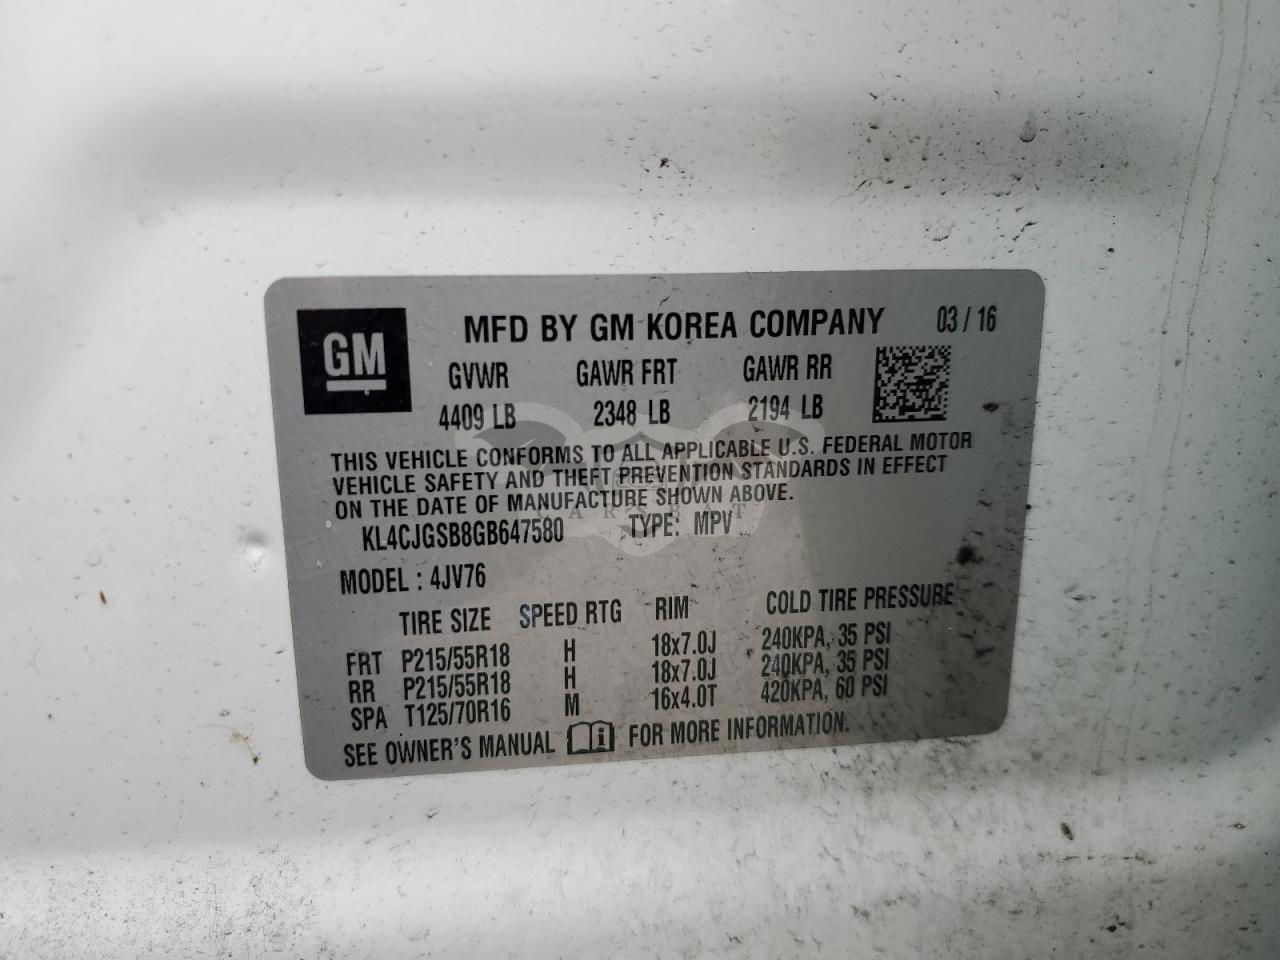 GM
MFD BY GM KOREA COMPANY 03/16
GVWR GAWR FRT GAWR RR
4409 LB 2348 LB 2194 LB
THIS VEHICLE CONFORMS TO ALL APPLICABLE U.S. FEDERAL MOTOR
VEHICLE SAFETY AND THEFT PREVENTION STANDARDS IN EFFECT
ON THE DATE OF MANUFACTURE SHOWN ABOVE.
CARSBAT
KL4CJGSB8GB647580 TYPE: MPV
MODEL : 4JV76
TIRE SIZE SPEED RTG RIM COLD TIRE PRESSURE
FRT P215/55R18 H 18x7.0J 240KPA, 35 PSI
RR P215/55R18 H 18x7.0J 240KPA, 35 PSI
SPA T125/70R16 M 16x4.0T 420KPA, 60 PSI
SEE OWNER'S MANUAL i FOR MORE INFORMATION.